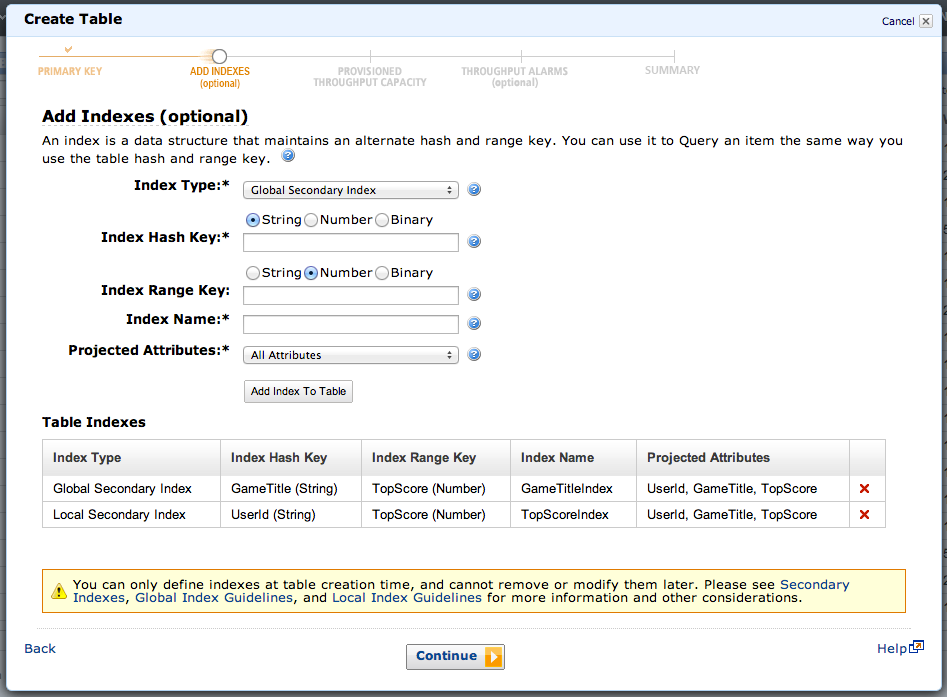 Create Table
Cancel
PRIMARY KEY
ADD INDEXES
(optional)
PROVISIONED
THROUGHPUT CAPACITY
THROUGHPUT ALARMS
(optional)
SUMMARY
Add Indexes (optional)
An index is a data structure that maintains an alternate hash and range key. You can use it to Query an item the same way you
use the table hash and range key. ?
Index Type:* Global Secondary Index ?
String Number Binary
Index Hash Key:* ?
String Number Binary
Index Range Key: ?
Index Name:* ?
Projected Attributes:* All Attributes ?
Add Index To Table
Table Indexes
Index Type Index Hash Key Index Range Key Index Name Projected Attributes
Global Secondary Index GameTitle (String) TopScore (Number) GameTitleIndex UserId, GameTitle, TopScore
Local Secondary Index UserId (String) TopScore (Number) TopScoreIndex UserId, GameTitle, TopScore
You can only define indexes at table creation time, and cannot remove or modify them later. Please see Secondary
Indexes, Global Index Guidelines, and Local Index Guidelines for more information and other considerations.
Back
Continue
Help